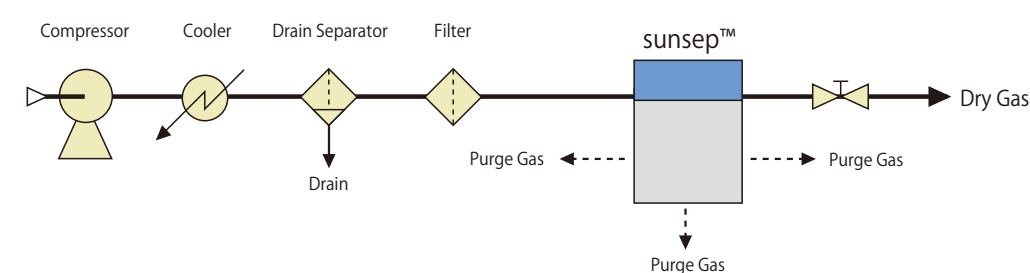 Compressor
Cooler
Drain Separator
Filter
sunsep™
Dry Gas
Purge Gas
Purge Gas
Drain
Purge Gas